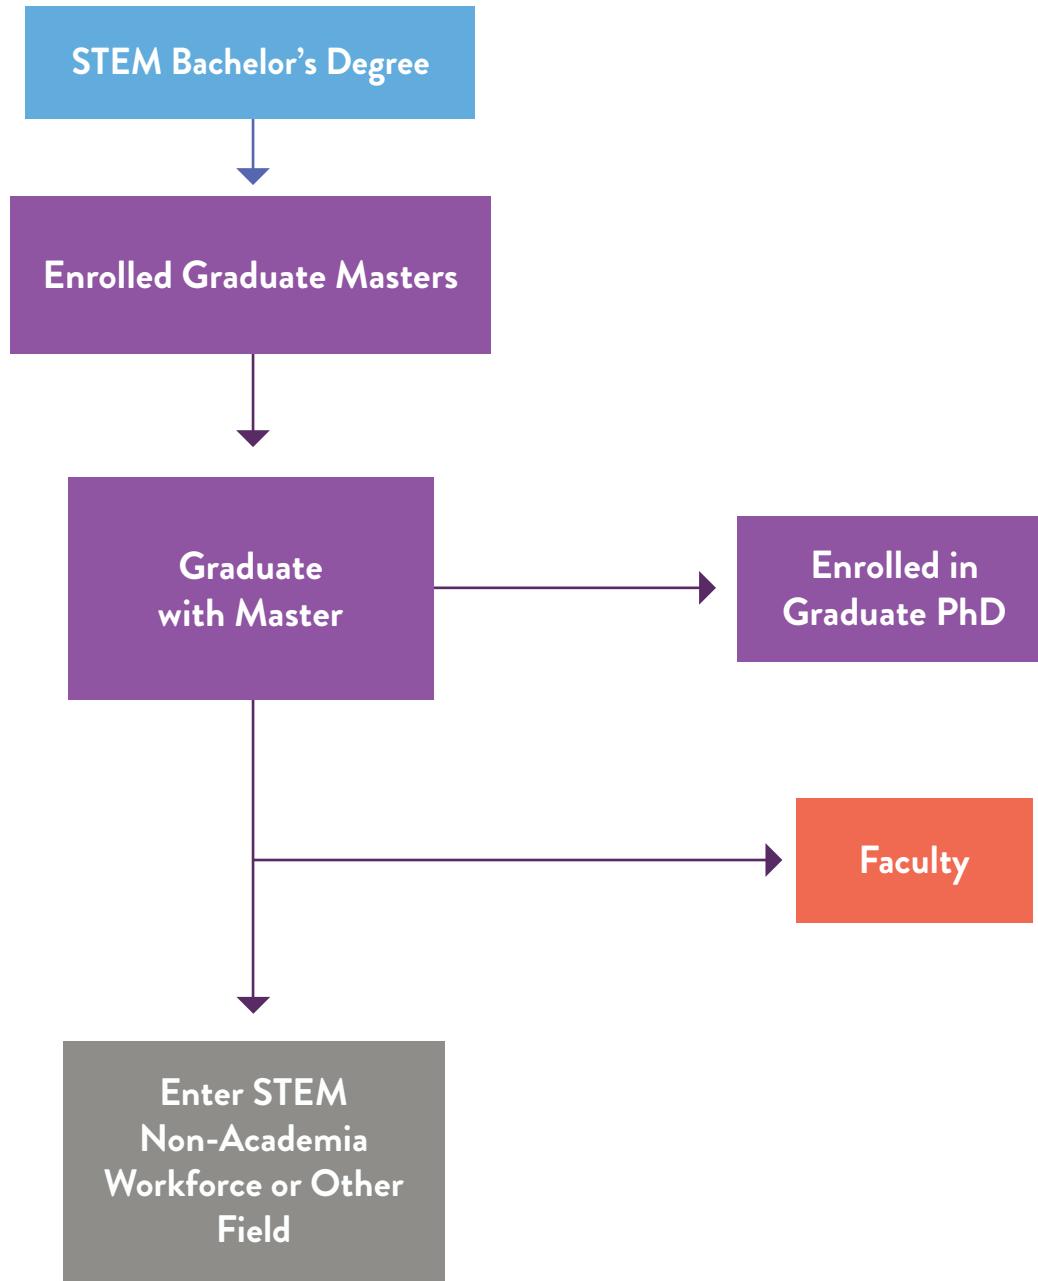 STEM Bachelor’s Degree
Enrolled Graduate Masters
Graduate
with Master
Enrolled in
Graduate PhD
Faculty
Enter STEM
Non-Academia
Workforce or Other
Field